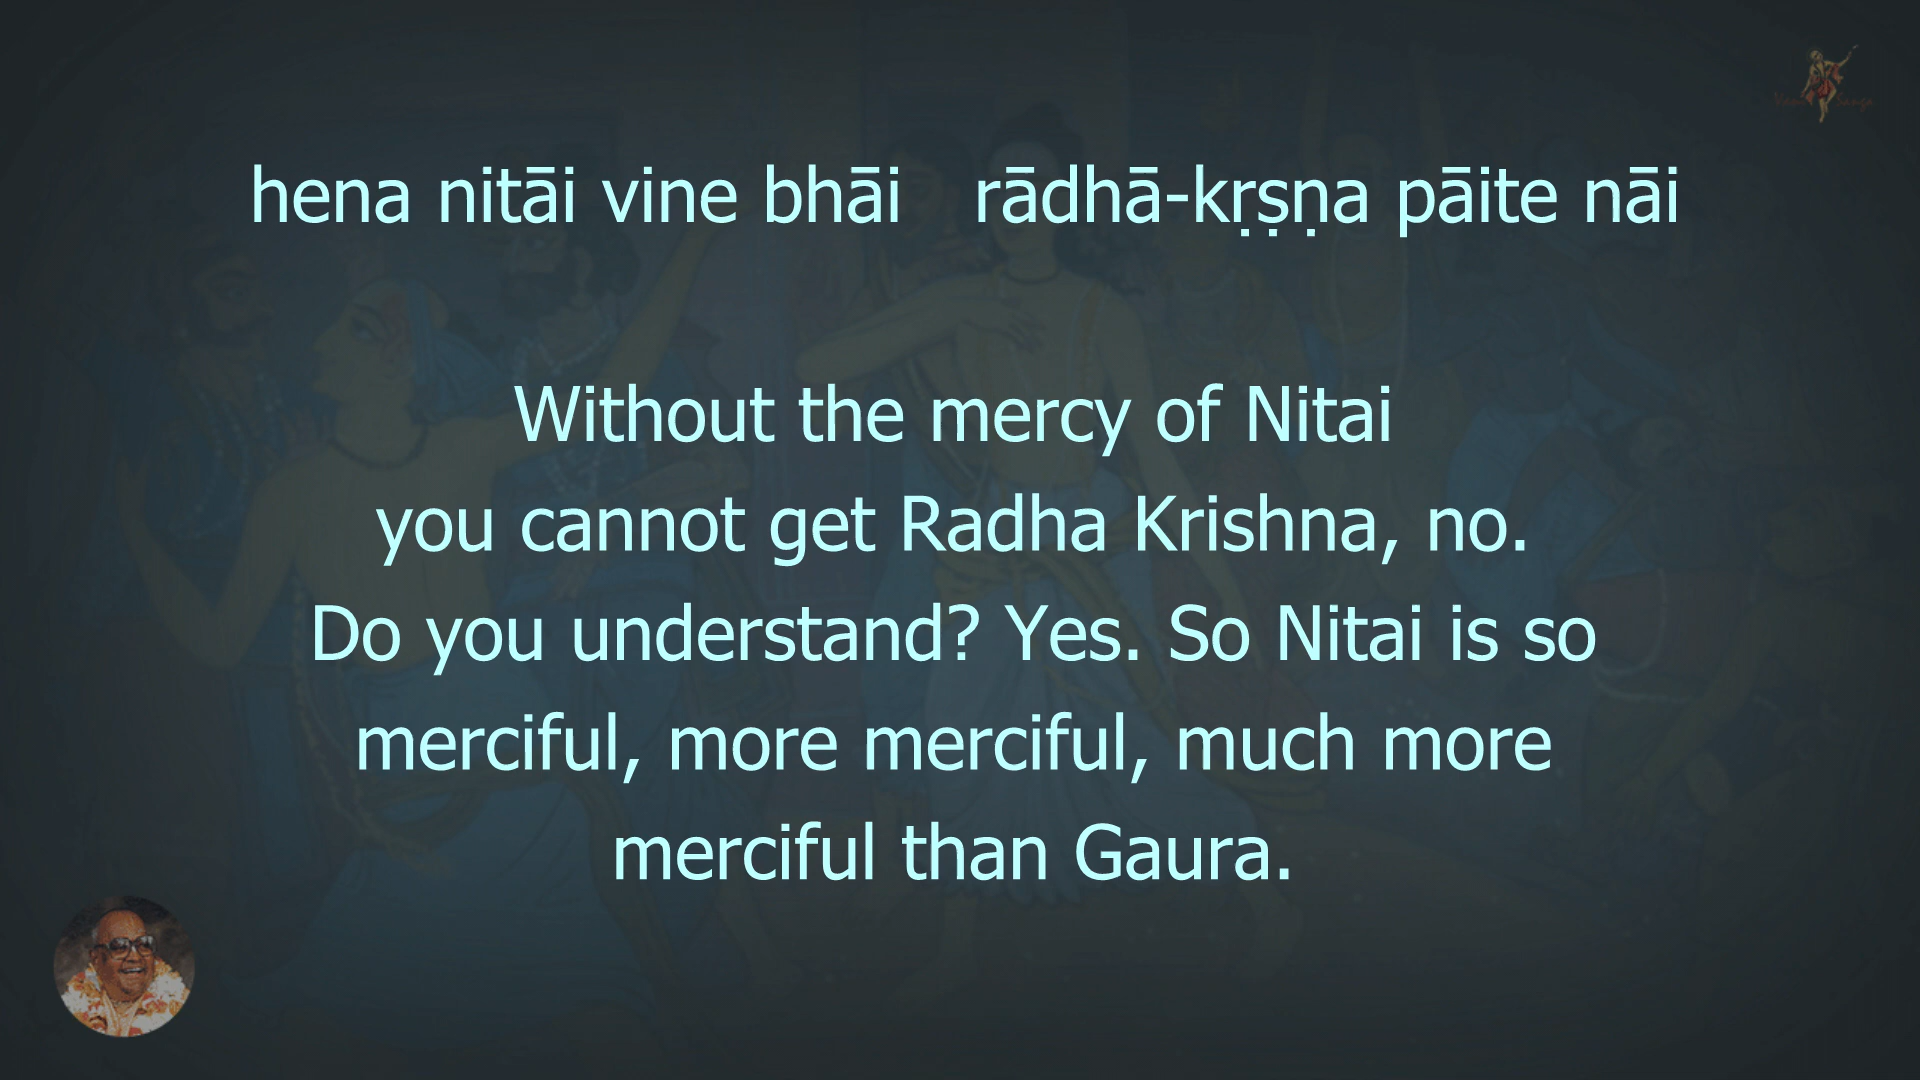 hena nitāi vine bhāi rādhā-kṛṣṇa pāite nāi
Without the mercy of Nitai
you cannot get Radha Krishna, no.
Do you understand? Yes. So Nitai is so
merciful, more merciful, much more
merciful than Gaura.